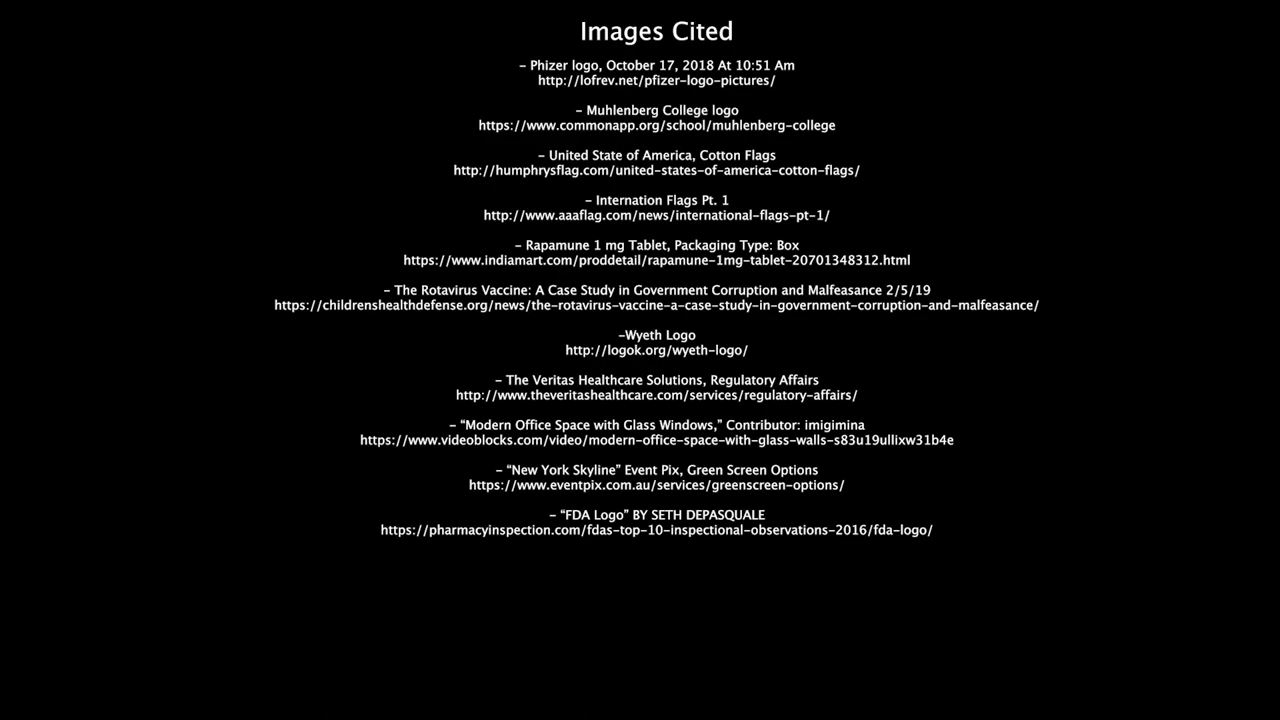 Images Cited
- Phizer logo, October 17, 2018 At 10:51 Am
http://lofrev.net/pfizer-logo-pictures/
- Muhlenberg College logo
https://www.commonapp.org/school/muhlenberg-college
- United State of America, Cotton Flags
http://humphrysflag.com/united-states-of-america-cotton-flags/
- Internation Flags Pt. 1
http://www.aaaflag.com/news/international-flags-pt-1/
- Rapamune 1 mg Tablet, Packaging Type: Box
https://www.indiamart.com/proddetail/rapamune-1mg-tablet-20701348312.html
- The Rotavirus Vaccine: A Case Study in Government Corruption and Malfeasance 2/5/19
https://childrenshealthdefense.org/news/the-rotavirus-vaccine-a-case-study-in-government-corruption-and-malfeasance/
-Wyeth Logo
http://logok.org/wyeth-logo/
- The Veritas Healthcare Solutions, Regulatory Affairs
http://www.theveritashealthcare.com/services/regulatory-affairs/
- “Modern Office Space with Glass Windows,” Contributor: imigimina
https://www.videoblocks.com/video/modern-office-space-with-glass-walls-s83u19ullixw31b4e
- “New York Skyline” Event Pix, Green Screen Options
https://www.eventpix.com.au/services/greenscreen-options/
- “FDA Logo” BY SETH DEPASQUALE
https://pharmacyinspection.com/fdas-top-10-inspectional-observations-2016/fda-logo/